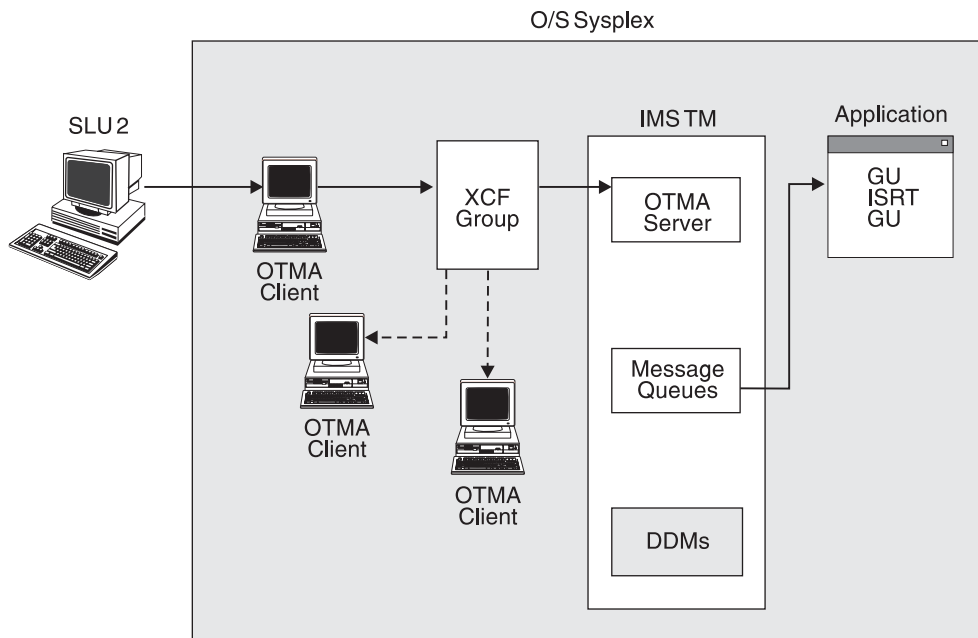 O/S Sysplex
SLU 2
OTMA
Client
XCF
Group
OTMA
Client
OTMA
Client
IMS TM
OTMA
Server
Message
Queues
DDMs
Application
GU
ISRT
GU